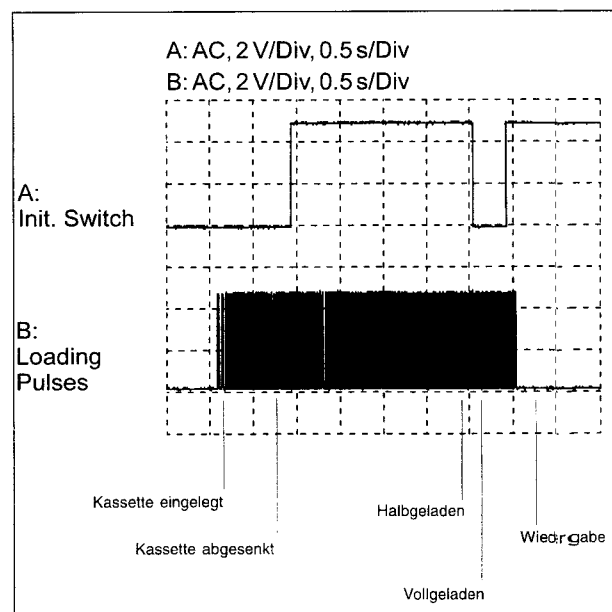 A: AC, 2 V/Div, 0.5 s/Div
B: AC, 2 V/Div, 0.5 s/Div
A:
Init. Switch
B:
Loading
Pulses
Kassette eingelegt
Halbgeladen
Kassette abgesenkt
Wiedrgabe
Vollgeladen